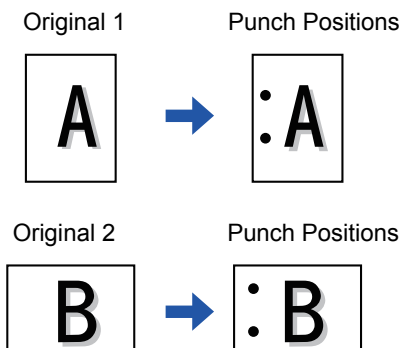 Original 1 Punch Positions
A A
Original 2 Punch Positions
B B